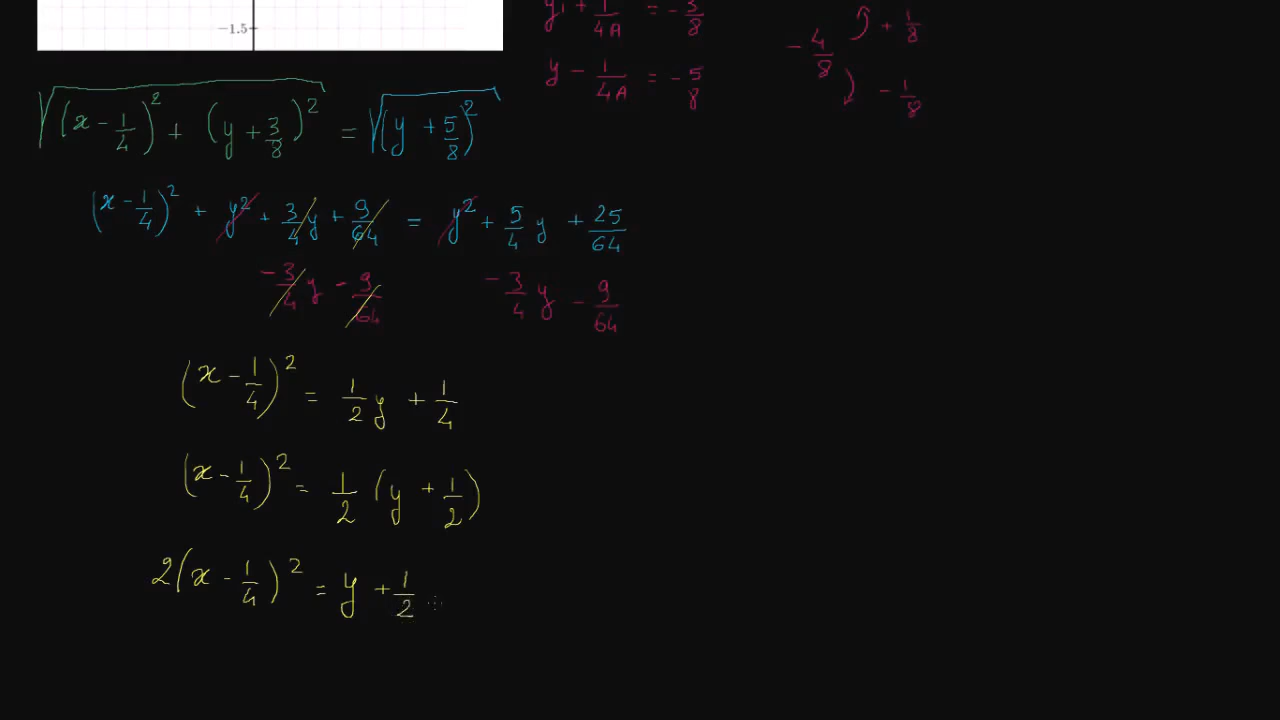 -1.5
y₁ + 1/4A = -3/8
-4/8 + 1/8
- 1/8
y - 1/4A = -5/8
√((x - 1/4)² + (y + 3/8)²) = √((y + 5/8)²)
(x - 1/4)² + y² + 3/4 y + 9/64 = y² + 5/4 y + 25/64
-3/4 y - 9/64 -3/4 y - 9/64
(x - 1/4)² = 1/2 y + 1/4
(x - 1/4)² = 1/2 (y + 1/2)
2(x - 1/4)² = y + 1/2